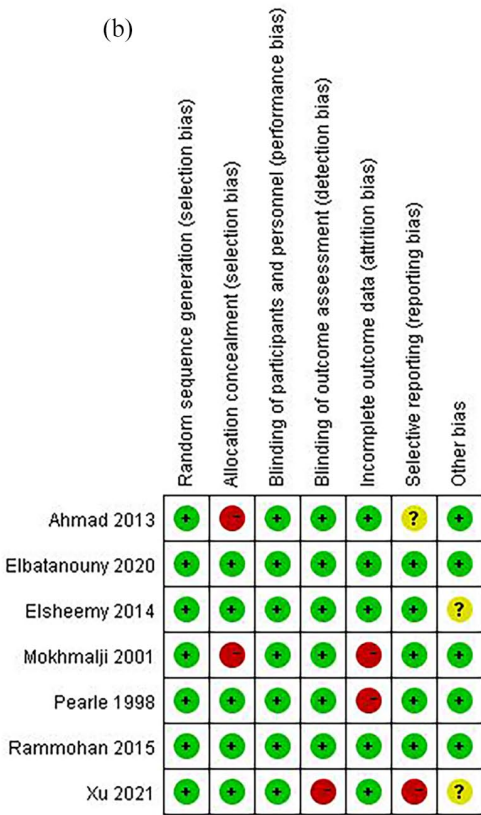 (b)
Random sequence generation (selection bias)
Allocation concealment (selection bias)
Blinding of participants and personnel (performance bias)
Blinding of outcome assessment (detection bias)
Incomplete outcome data (attrition bias)
Selective reporting (reporting bias)
Other bias
Ahmad 2013 + - + + + ? +
Elbatanouny 2020 + + + + + + +
Elsheemy 2014 + + + + + + ?
Mokhmalji 2001 + - + + - + +
Pearle 1998 + + + + - + +
Rammohan 2015 + + + + + + +
Xu 2021 + + + - + - ?